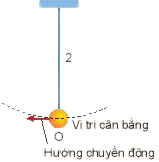 2
Vị trí cân bằng
O
Hướng chuyển động